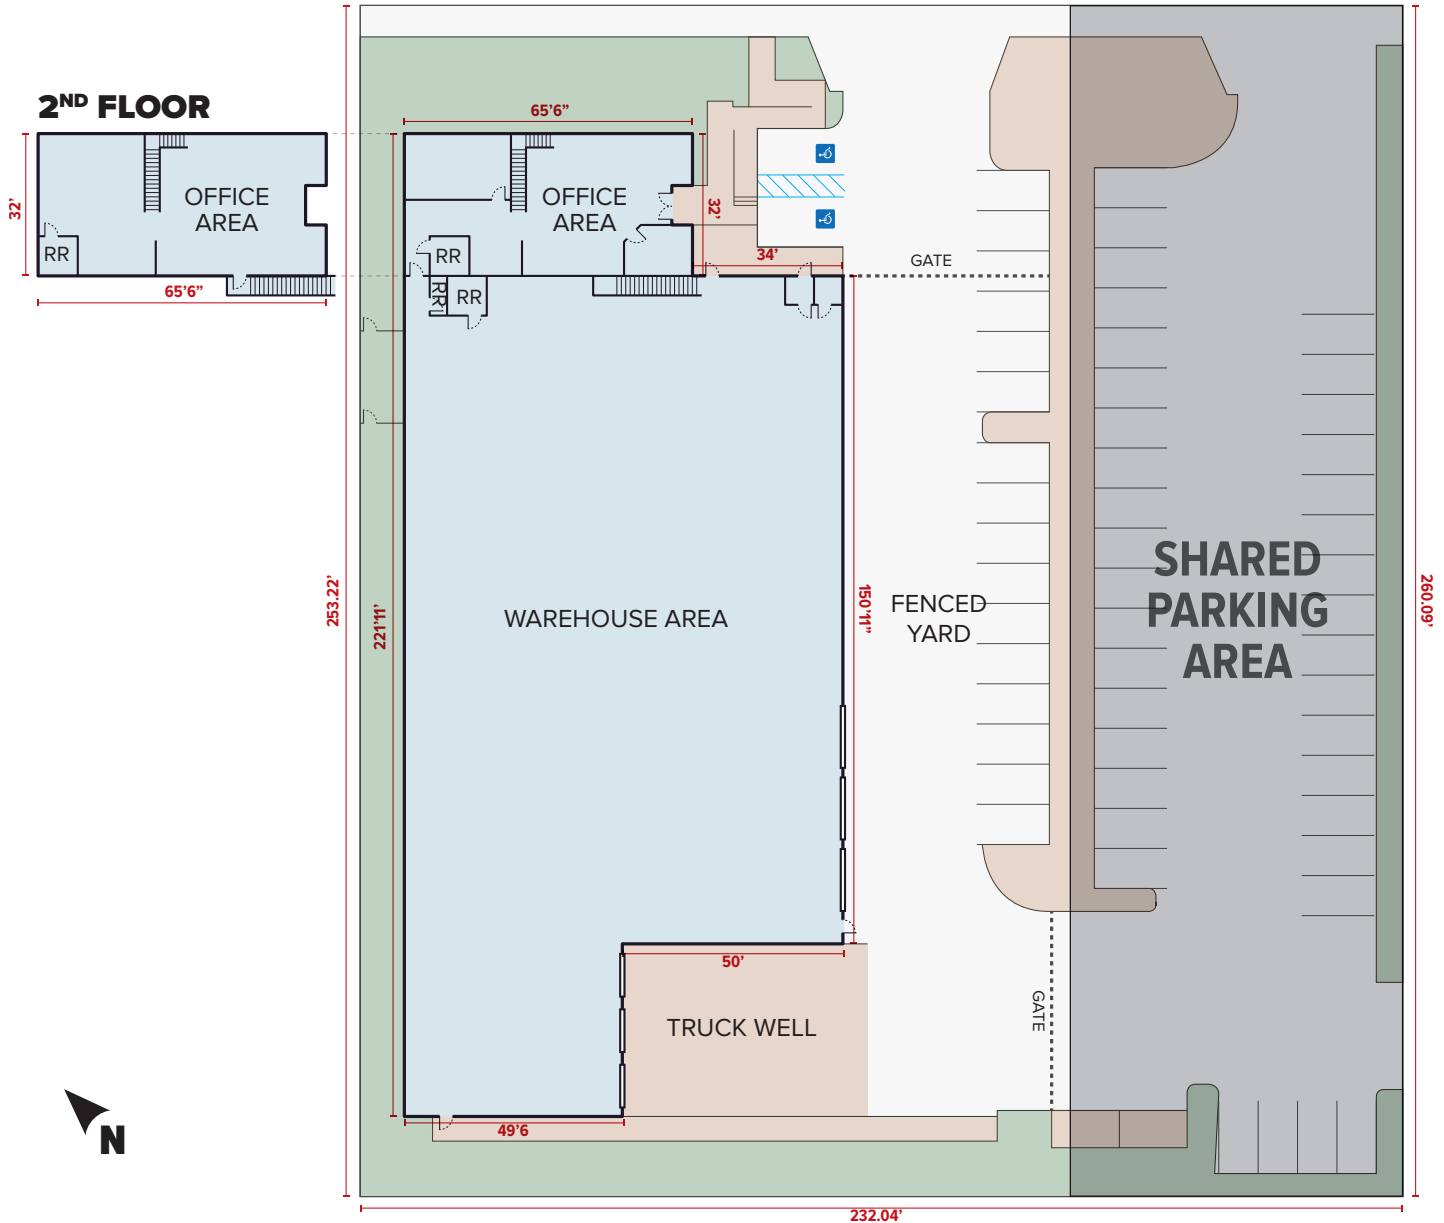 2ND FLOOR
65'6”
32'
OFFICE
AREA
RR
65'6”
OFFICE
AREA
RR
RR
RR
32'
34'
GATE
253.22'
221'11'
WAREHOUSE AREA
150'11”
FENCED
YARD
SHARED
PARKING
AREA
260.09'
50'
TRUCK WELL
GATE
49'6
N
232.04'